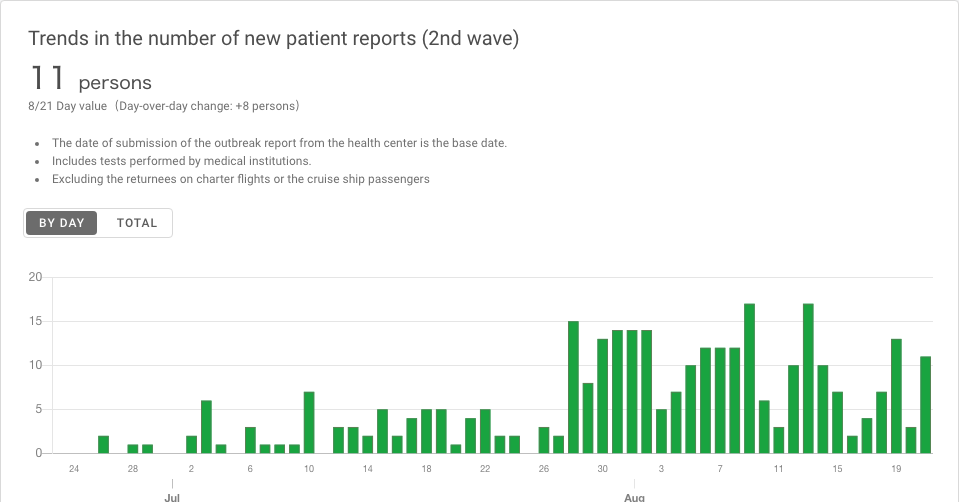 Trends in the number of new patient reports (2nd wave)
11 persons
8/21 Day value（Day-over-day change: +8 persons）
• The date of submission of the outbreak report from the health center is the base date.
• Includes tests performed by medical institutions.
• Excluding the returnees on charter flights or the cruise ship passengers
BY DAY TOTAL
20
15
10
5
0
24 28 2 6 10 14 18 22 26 30 3 7 11 15 19
Jul Aug